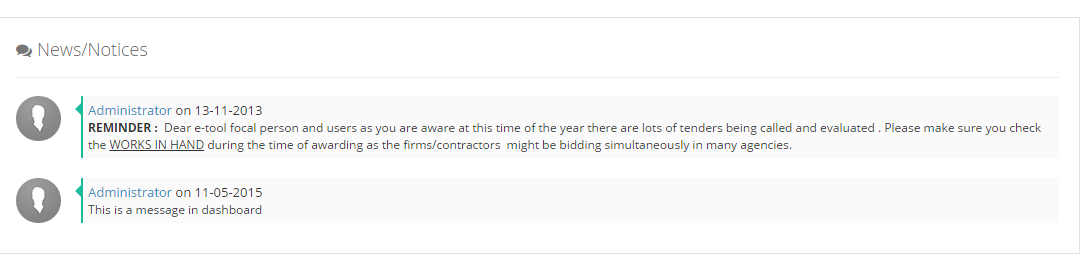 News/Notices
Administrator on 13-11-2013
REMINDER : Dear e-tool focal person and users as you are aware at this time of the year there are lots of tenders being called and evaluated . Please make sure you check
the WORKS IN HAND during the time of awarding as the firms/contractors might be bidding simultaneously in many agencies.
Administrator on 11-05-2015
This is a message in dashboard